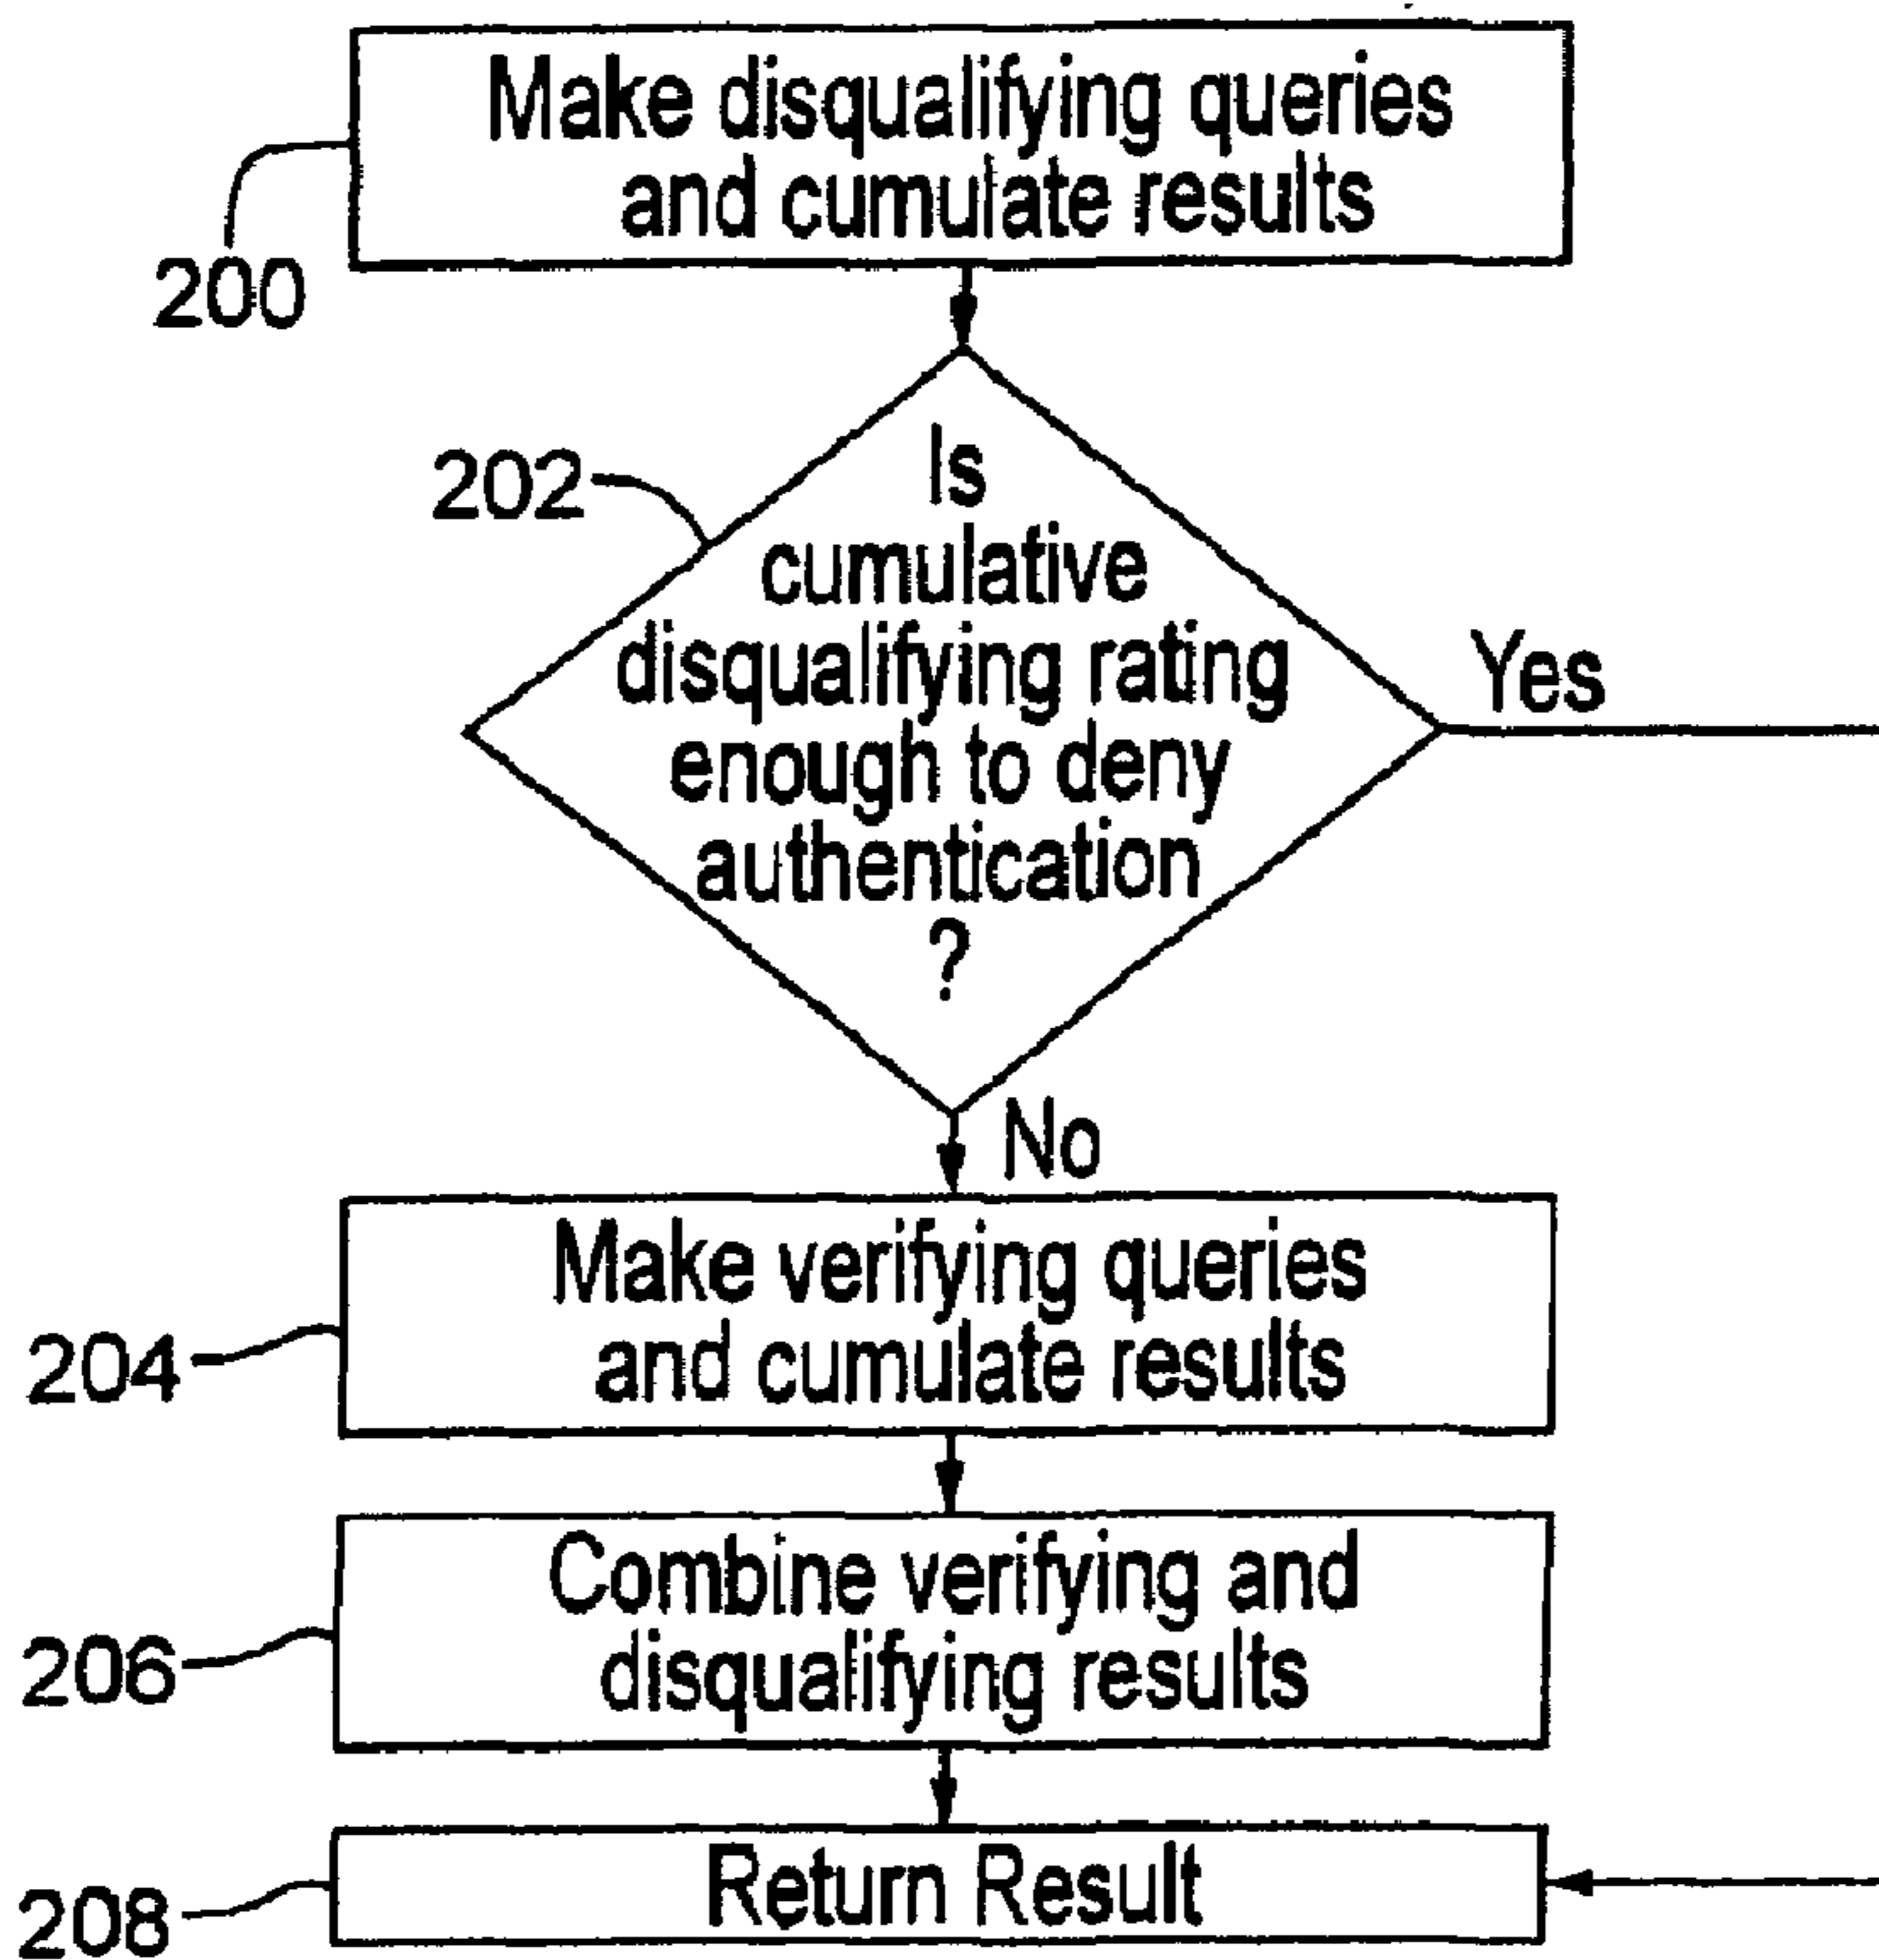 Make disqualifying queries
and cumulate results
200
202
Is
cumulative
disqualifying rating
enough to deny
authentication
?
Yes
No
Make verifying queries
and cumulate results
204
Combine verifying and
disqualifying results
206
Return Result
208